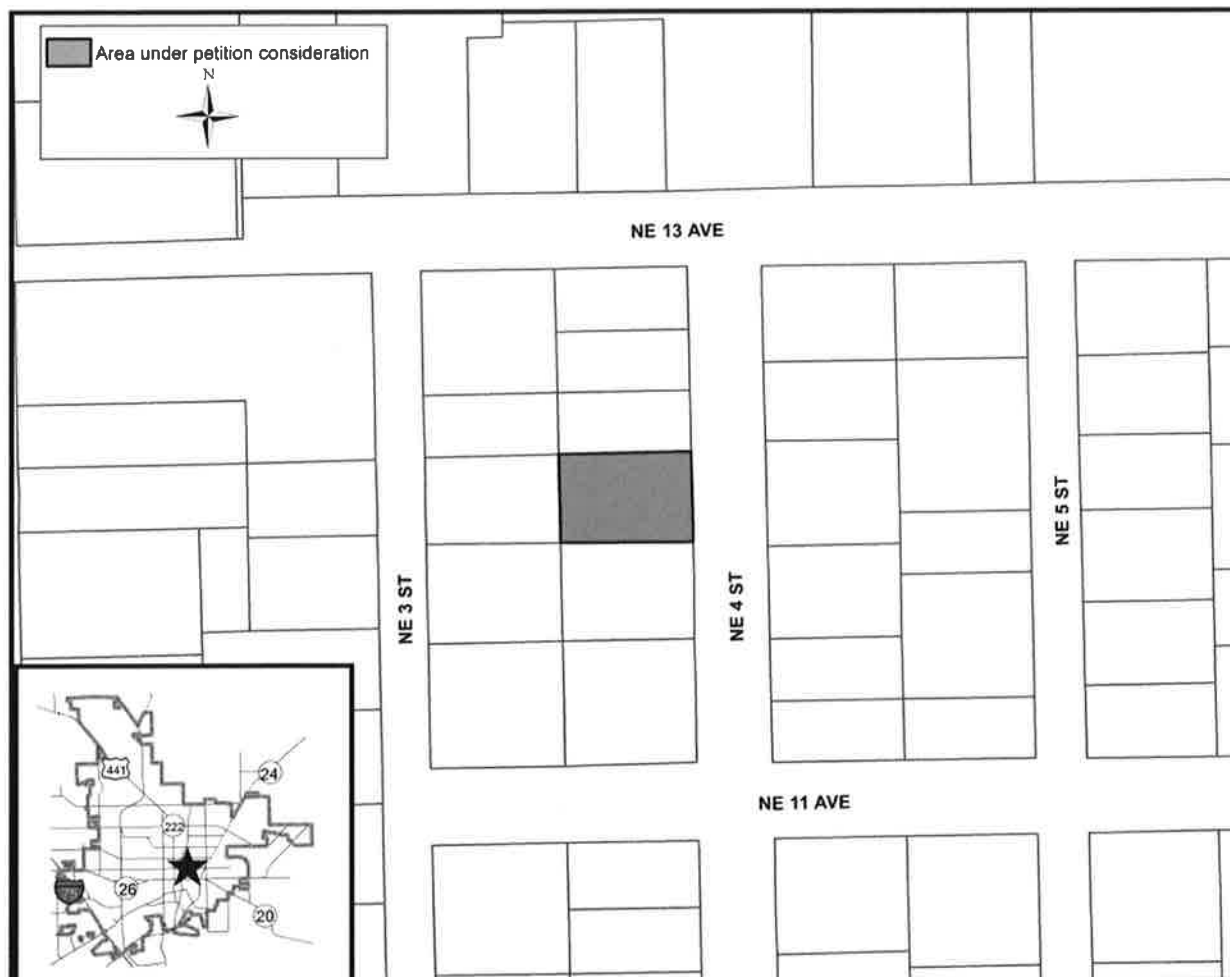 Area under petition consideration
N
NE 13 AVE
NE 3 ST
NE 4 ST
NE 5 ST
NE 11 AVE
441
24
222
26
20